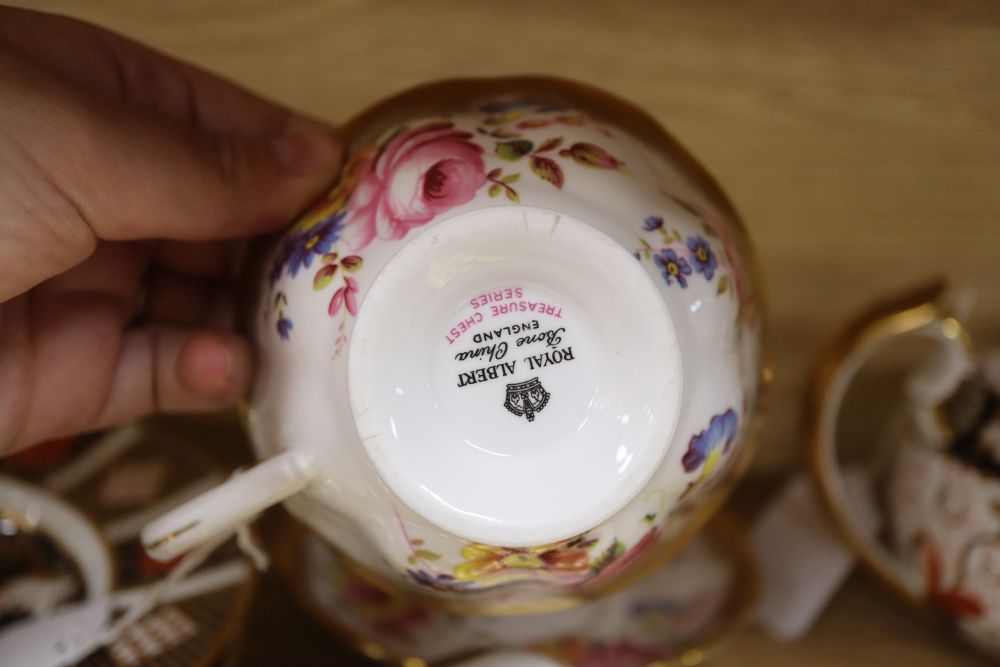 ROYAL ALBERT
Bone China
ENGLAND
TREASURE CHEST
SERIES